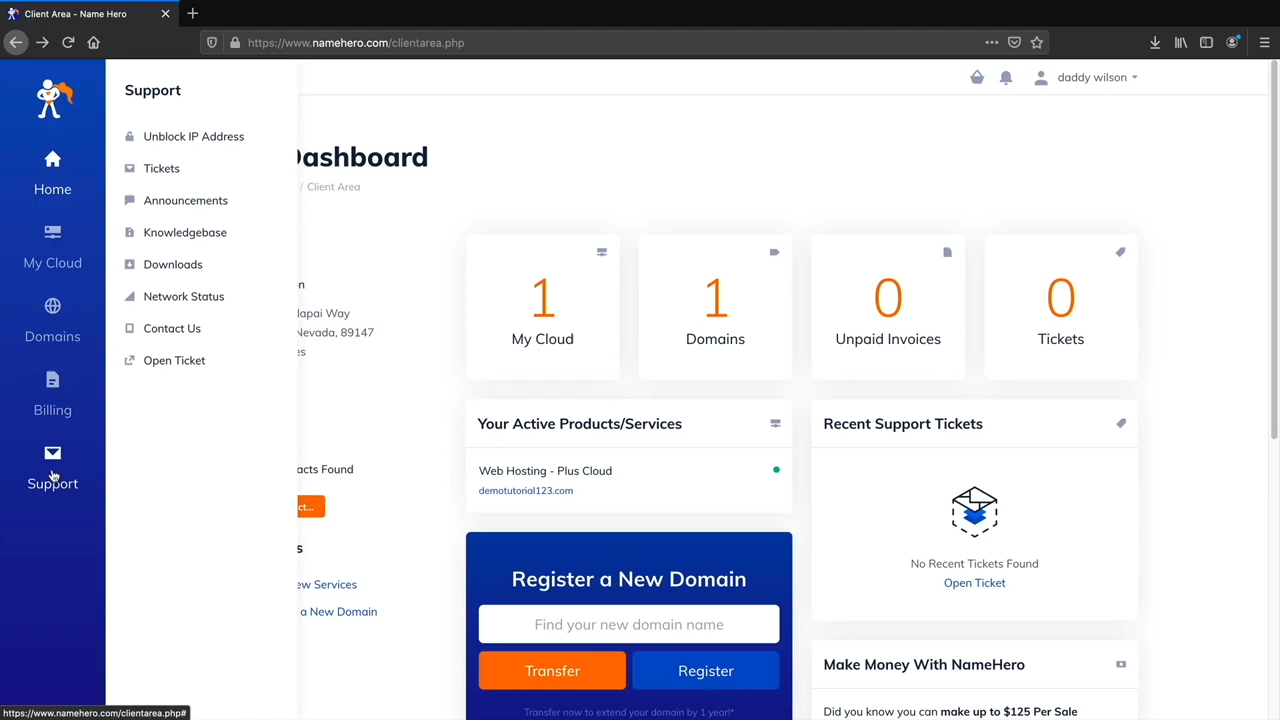 Client Area - Name Hero
https://www.namehero.com/clientarea.php
Home
My Cloud
Domains
Billing
Support
Support
Unblock IP Address
Tickets
Announcements
Knowledgebase
Downloads
Network Status
Contact Us
Open Ticket
daddy wilson
Dashboard
/ Client Area
on
lapai Way
Nevada, 89147
es
acts Found
ct...
s
ew Services
a New Domain
1
My Cloud
1
Domains
0
Unpaid Invoices
0
Tickets
Your Active Products/Services
Web Hosting - Plus Cloud
demotutorial123.com
Register a New Domain
Find your new domain name
Transfer
Register
Transfer now to extend your domain by 1 year!*
Recent Support Tickets
No Recent Tickets Found
Open Ticket
Make Money With NameHero
Did you know you can make up to $125 Per Sale
https://www.namehero.com/clientarea.php#